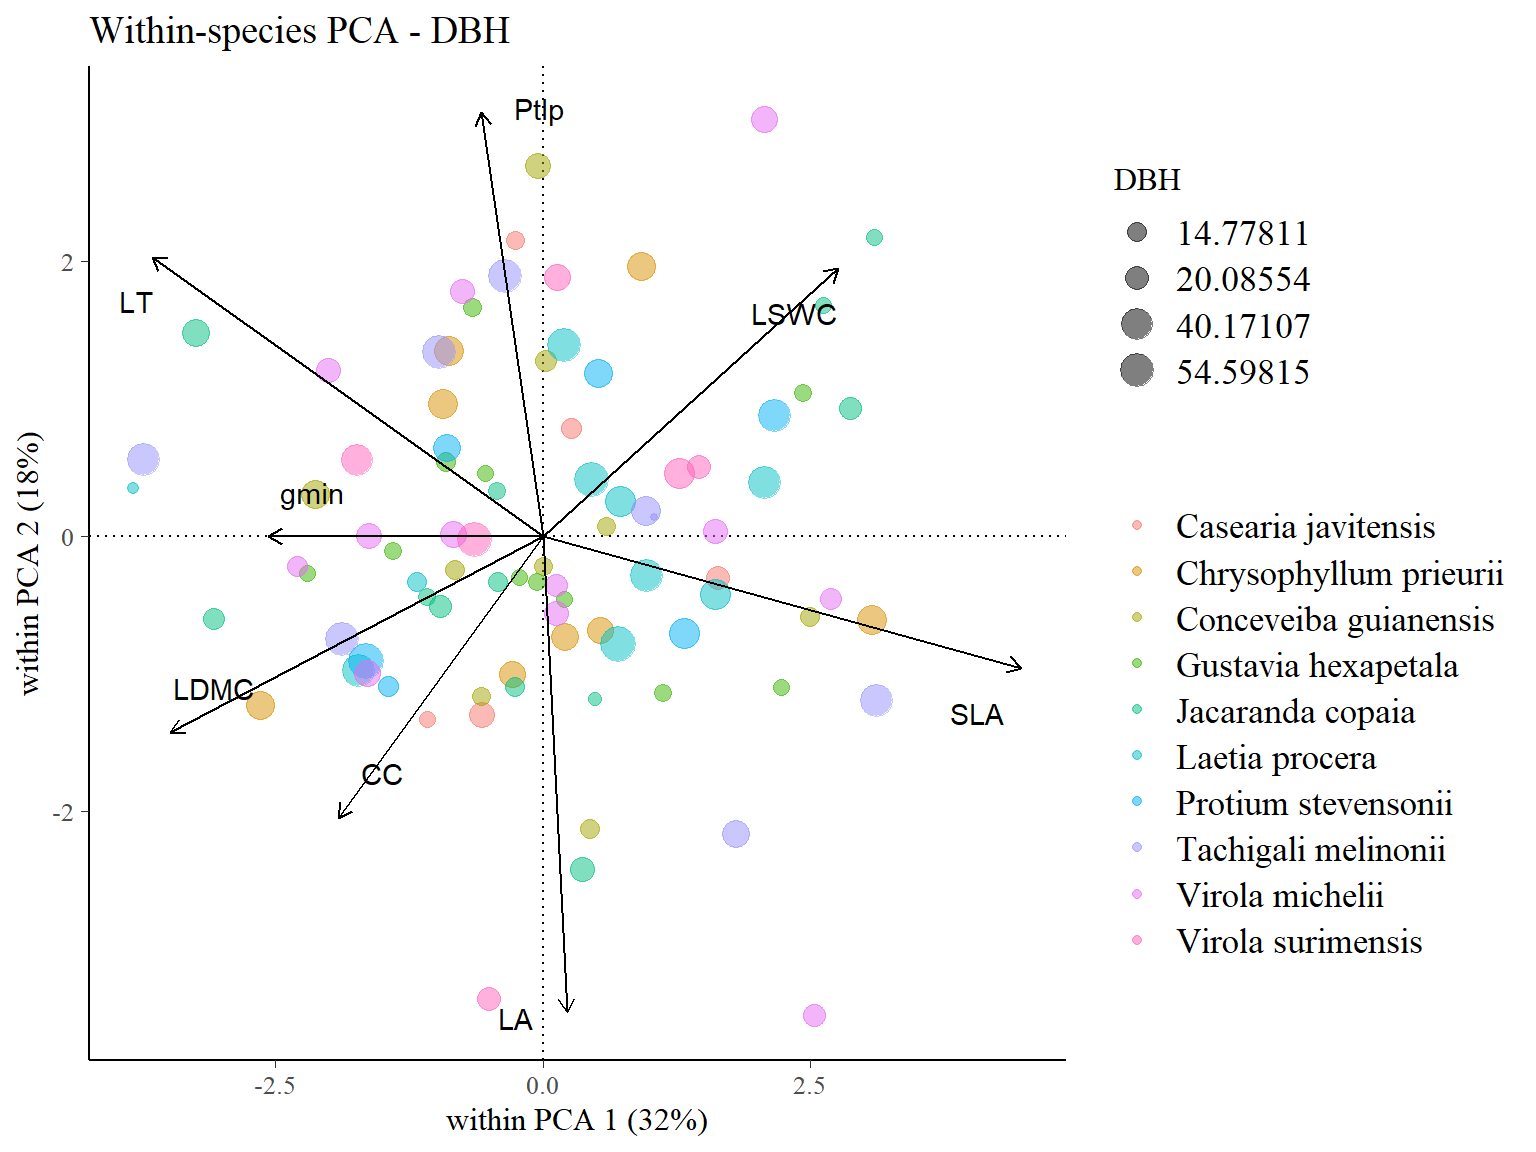 Within-species PCA - DBH
Ptlp
LT
LSWC
gmin
LDMC
CC
SLA
LA
within PCA 2 (18%)
2
0
-2
-2.5
0.0
2.5
within PCA 1 (32%)
DBH
14.77811
20.08554
40.17107
54.59815
Casearia javitensis
Chrysophyllum prieurii
Conceveiba guianensis
Gustavia hexapetala
Jacaranda copaia
Laetia procera
Protium stevensonii
Tachigali melinonii
Virola michelii
Virola surimensis